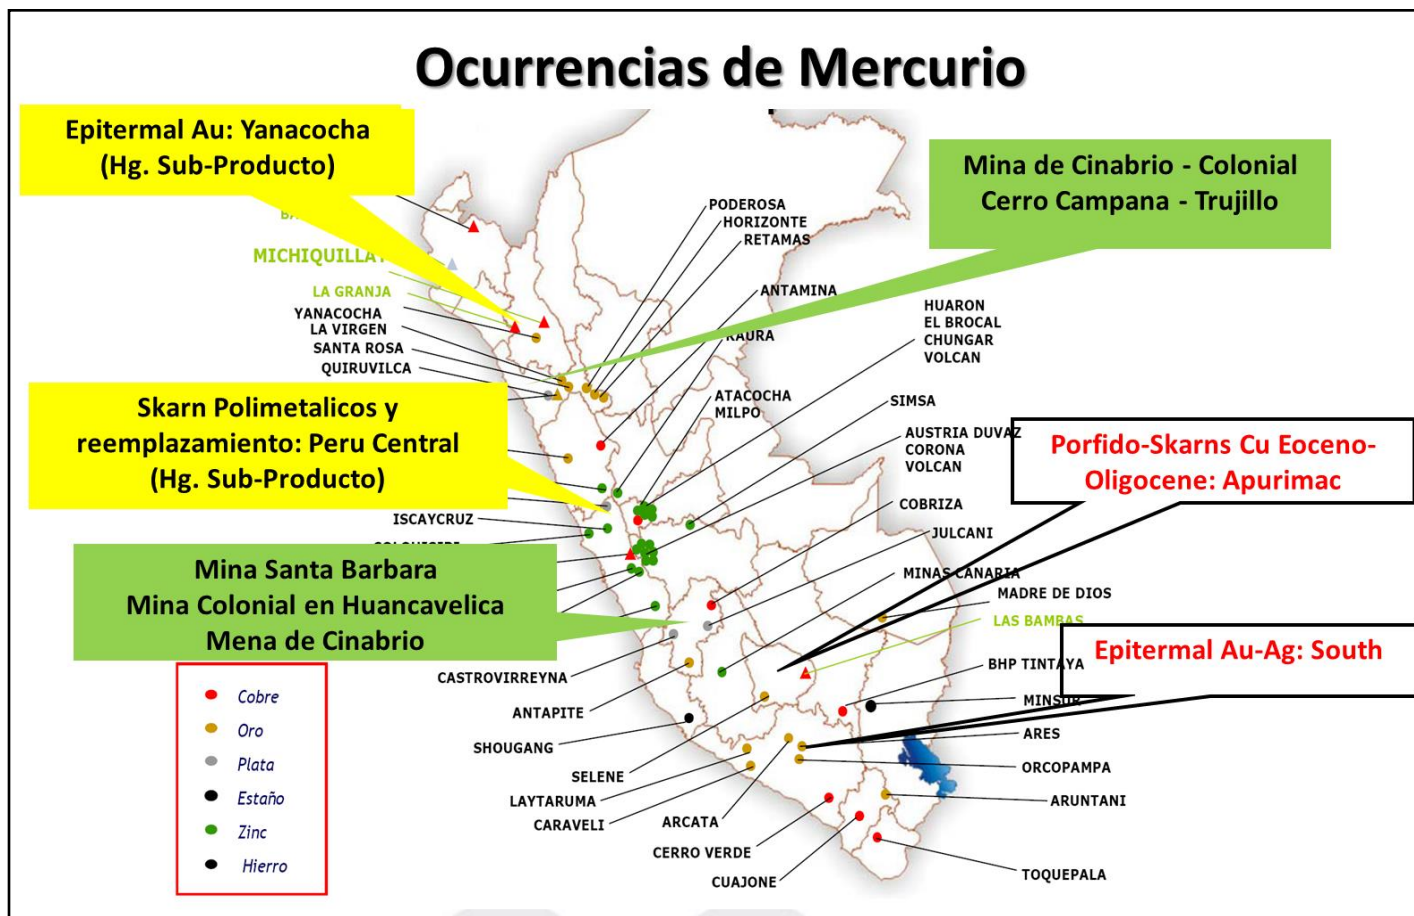 Ocurrencias de Mercurio
Epitermal Au: Yanacocha
(Hg. Sub-Producto)
Mina de Cinabrio - Colonial
Cerro Campana - Trujillo
PODEROSA
HORIZONTE
RETAMAS
MICHIQUILLAY
LA GRANJA
YANACOCHA
LA VIRGEN
SANTA ROSA
QUIRUVILCA
ANTAMINA
RAURA
HUARON
EL BROCAL
CHUNGAR
VOLCAN
Skarn Polimetalicos y
reemplazamiento: Peru Central
(Hg. Sub-Producto)
ATACOCHA
MILPO
SIMSA
AUSTRIA DUVAZ
CORONA
VOLCAN
Porfido-Skarns Cu Eoceno-
Oligocene: Apurimac
COBRIZA
ISCAYCRUZ
JULCANI
Mina Santa Barbara
Mina Colonial en Huancavelica
Mena de Cinabrio
MINAS CANARIA
MADRE DE DIOS
LAS BAMBAS
Epitermal Au-Ag: South
BHP TINTAYA
CASTROVIRREYNA
ANTAPITE
MINSUR
SHOUGANG
ARES
SELENE
ORCOPAMPA
LAYTARUMA
ARUNTANI
CARAVELI
ARCATA
CERRO VERDE
CUAJONE
TOQUEPALA
Cobre
Oro
Plata
Estaño
Zinc
Hierro